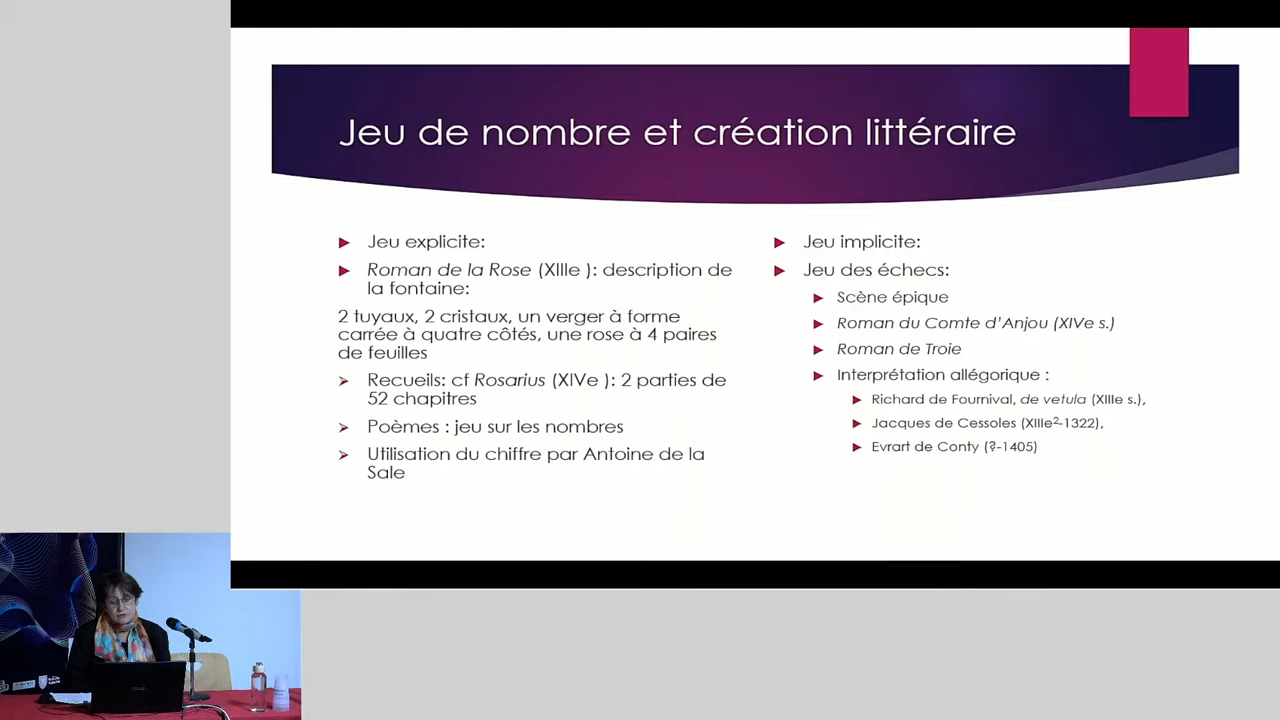 Jeu de nombre et création littéraire
Jeu explicite:
Roman de la Rose (XIIIe ): description de
la fontaine:
2 tuyaux, 2 cristaux, un verger à forme
carrée à quatre côtés, une rose à 4 paires
de feuilles
Recueils: cf Rosarius (XIVe ): 2 parties de
52 chapitres
Poèmes : jeu sur les nombres
Utilisation du chiffre par Antoine de la
Sale
Jeu implicite:
Jeu des échecs:
Scène épique
Roman du Comte d'Anjou (XIVe s.)
Roman de Troie
Interprétation allégorique :
Richard de Fournival, de vetula (XIIIe s.),
Jacques de Cessoles (XIIIe2-1322),
Evrart de Conty (?-1405)